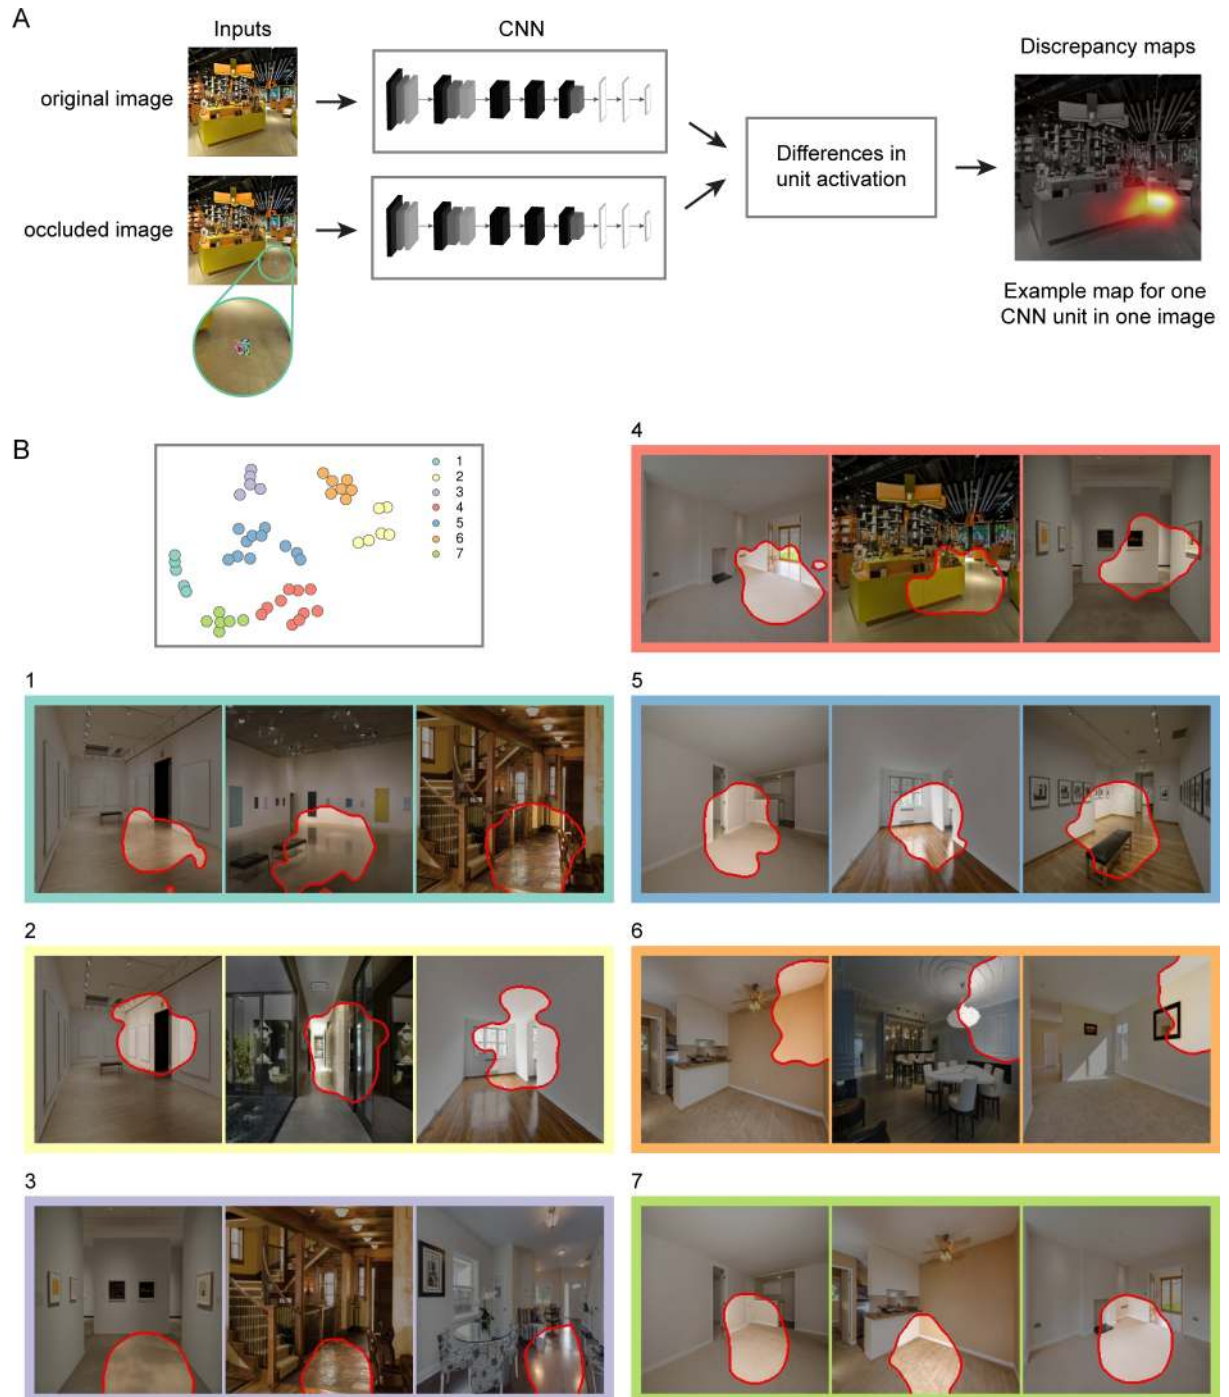 A
Inputs
CNN
Discrepancy maps
original image
occluded image
Differences in
unit activation
Example map for one
CNN unit in one image
B
1
2
3
4
5
6
7
4
1
5
2
6
3
7